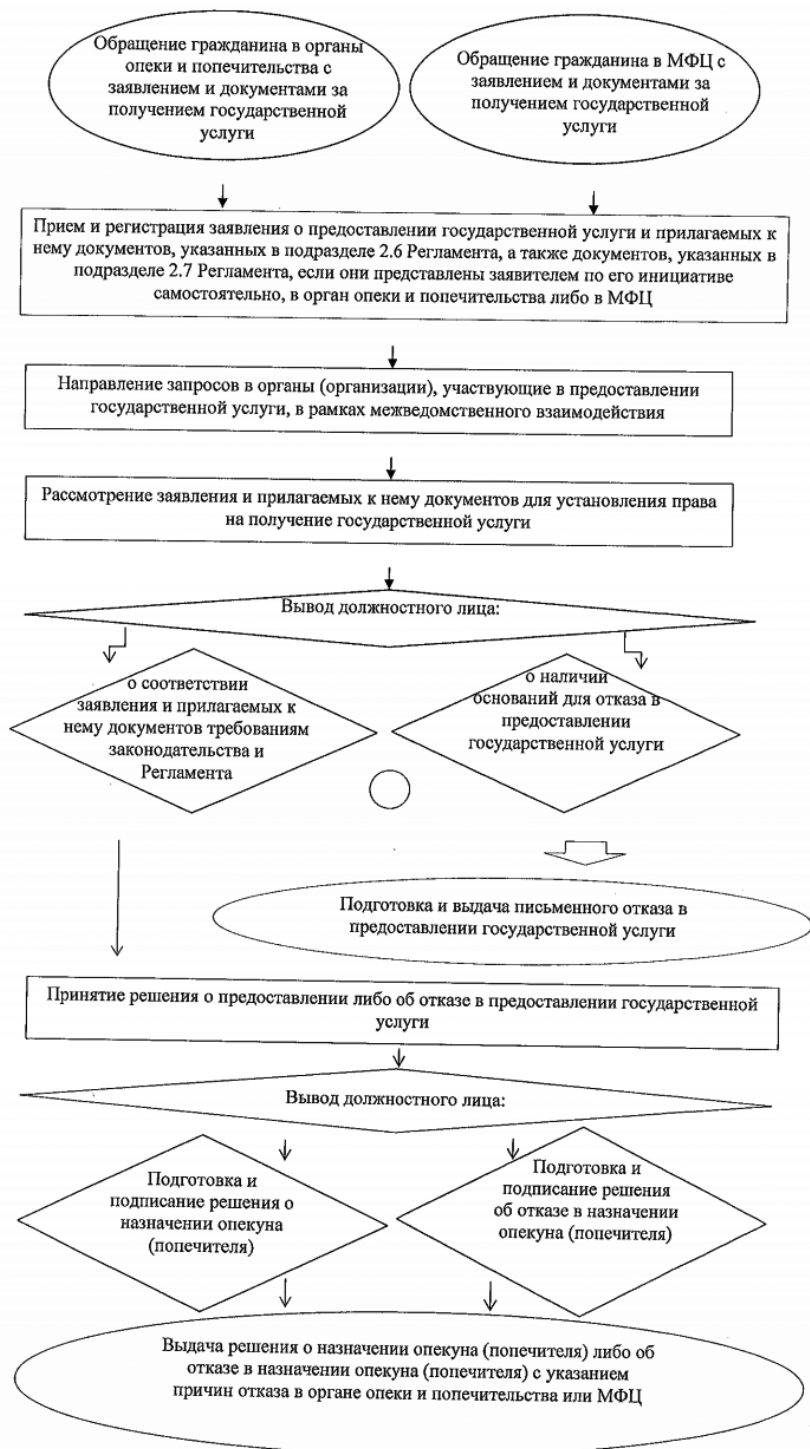 Обращение гражданина в органы
опеки и попечительства с
заявлением и документами за
получением государственной
услуги
Обращение гражданина в МФЦ с
заявлением и документами за
получением государственной
услуги
Прием и регистрация заявления о предоставлении государственной услуги и прилагаемых к
нему документов, указанных в подразделе 2.6 Регламента, а также документов, указанных в
подразделе 2.7 Регламента, если они представлены заявителем по его инициативе
самостоятельно, в орган опеки и попечительства либо в МФЦ
Направление запросов в органы (организации), участвующие в предоставлении
государственной услуги, в рамках межведомственного взаимодействия
Рассмотрение заявления и прилагаемых к нему документов для установления права
на получение государственной услуги
Вывод должностного лица:
о соответствии
заявления и прилагаемых к
нему документов требованиям
законодательства и
Регламента
о наличии
оснований для отказа в
предоставлении
государственной услуги
Подготовка и выдача письменного отказа в
предоставлении государственной услуги
Принятие решения о предоставлении либо об отказе в предоставлении государственной
услуги
Вывод должностного лица:
Подготовка и
подписание решения о
назначении опекуна
(попечителя)
Подготовка и
подписание решения
об отказе в назначении
опекуна (попечителя)
Выдача решения о назначении опекуна (попечителя) либо об
отказе в назначении опекуна (попечителя) с указанием
причин отказа в органе опеки и попечительства или МФЦ